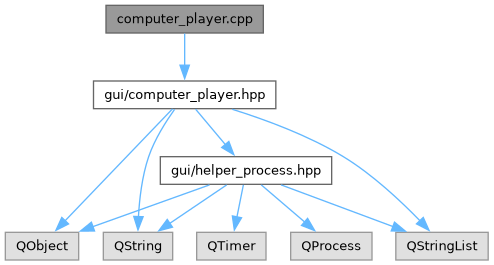 computer_player.cpp
gui/computer_player.hpp
gui/helper_process.hpp
QObject
QString
QTimer
QProcess
QStringList